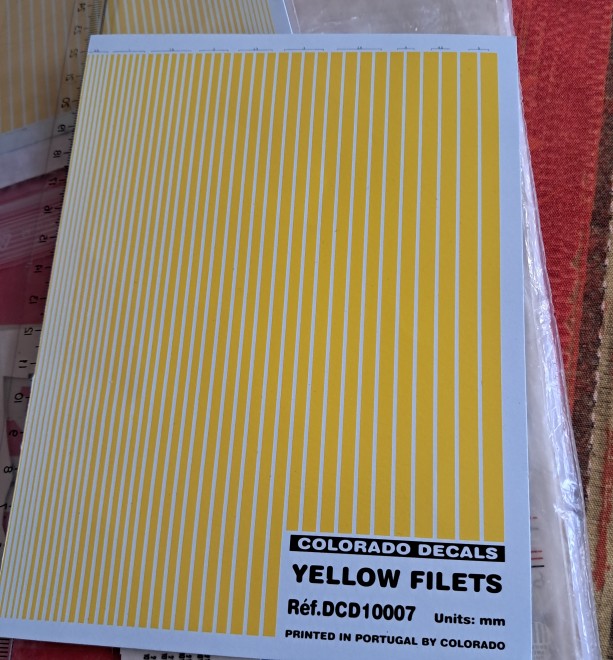 COLORADO DECALS
YELLOW FILETS
Réf.DCD10007 Units: mm
PRINTED IN PORTUGAL BY COLORADO